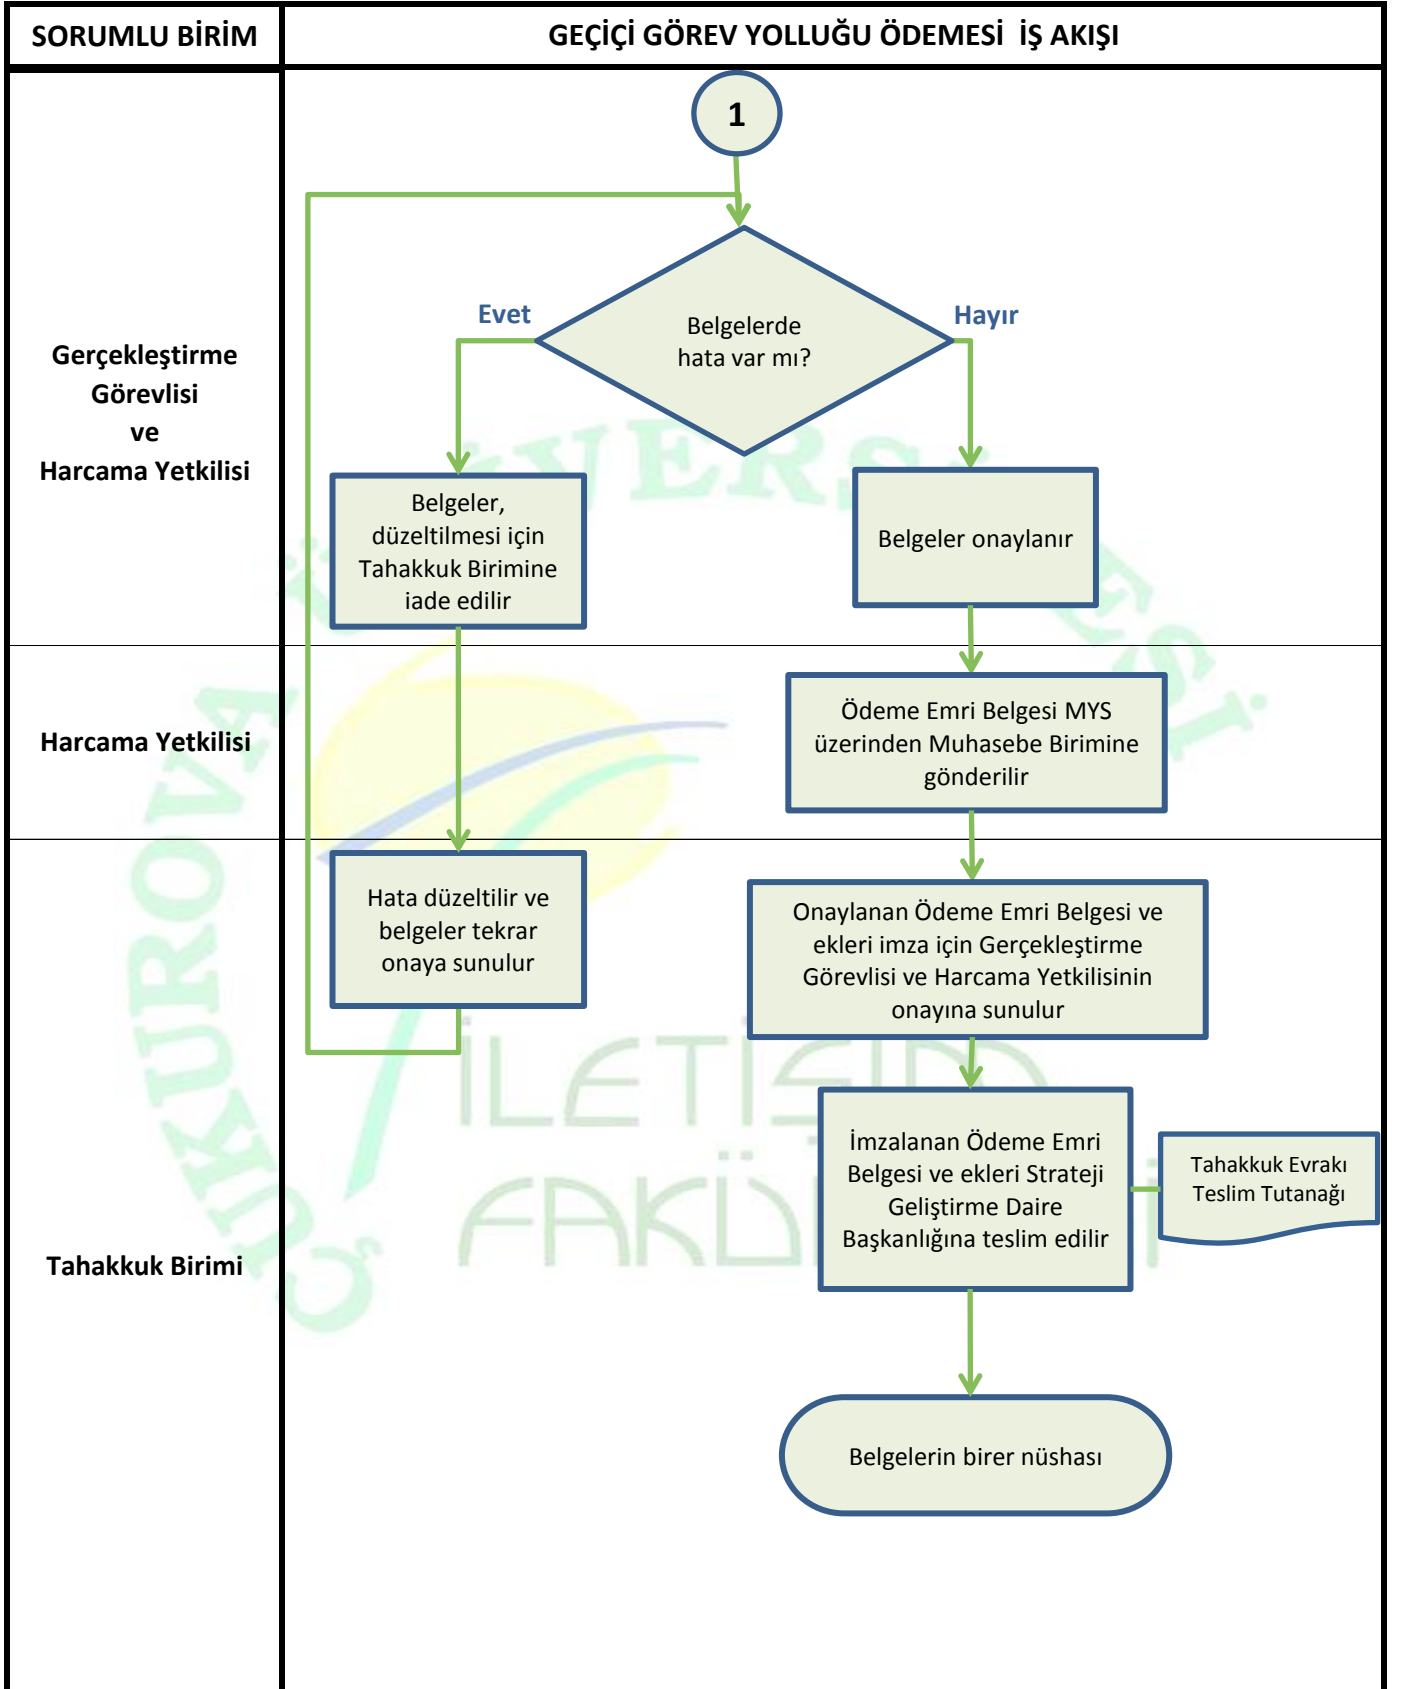 SORUMLU BİRİM
GEÇİÇİ GÖREV YOLLUĞU ÖDEMESİ İŞ AKIŞI
1
Gerçekleştirme
Görevlisi
ve
Harcama Yetkilisi
Evet
Belgelerde
hata var mı?
Hayır
Belgeler,
düzeltilmesi için
Tahakkuk Birimine
iade edilir
Belgeler onaylanır
Harcama Yetkilisi
Ödeme Emri Belgesi MYS
üzerinden Muhasebe Birimine
gönderilir
Tahakkuk Birimi
Hata düzeltilir ve
belgeler tekrar
onaya sunulur
Onaylanan Ödeme Emri Belgesi ve
ekleri imza için Gerçekleştirme
Görevlisi ve Harcama Yetkilisinin
onayına sunulur
İmzalanan Ödeme Emri
Belgesi ve ekleri Strateji
Geliştirme Daire
Başkanlığına teslim edilir
Tahakkuk Evrakı
Teslim Tutanağı
Belgelerin birer nüshası
ÇUKUROVA
İLETİŞİM